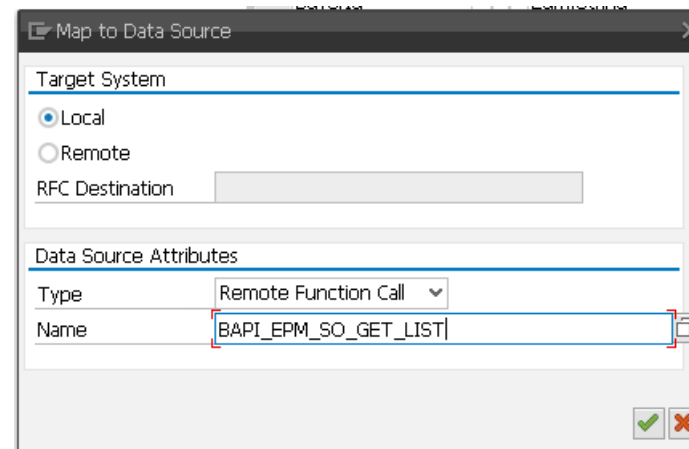 Map to Data Source
Target System
Local
Remote
RFC Destination
Data Source Attributes
Type Remote Function Call
Name BAPI_EPM_SO_GET_LIST